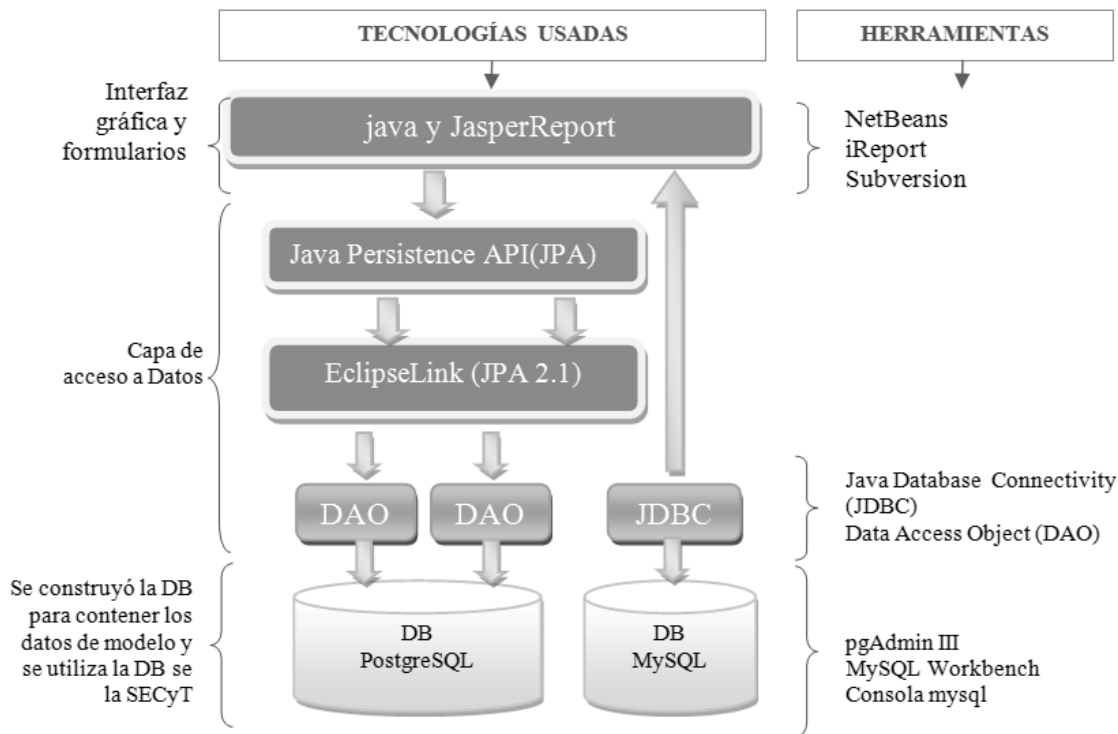 TECNOLOGÍAS USADAS
HERRAMIENTAS
Interfaz
gráfica y
formularios
java y JasperReport
NetBeans
iReport
Subversion
Java Persistence API(JPA)
Capa de
acceso a Datos
EclipseLink (JPA 2.1)
DAO
DAO
JDBC
Java Database Connectivity
(JDBC)
Data Access Object (DAO)
Se construyó la DB
para contener los
datos de modelo y
se utiliza la DB se
la SECyT
DB
PostgreSQL
DB
MySQL
pgAdmin III
MySQL Workbench
Consola mysql